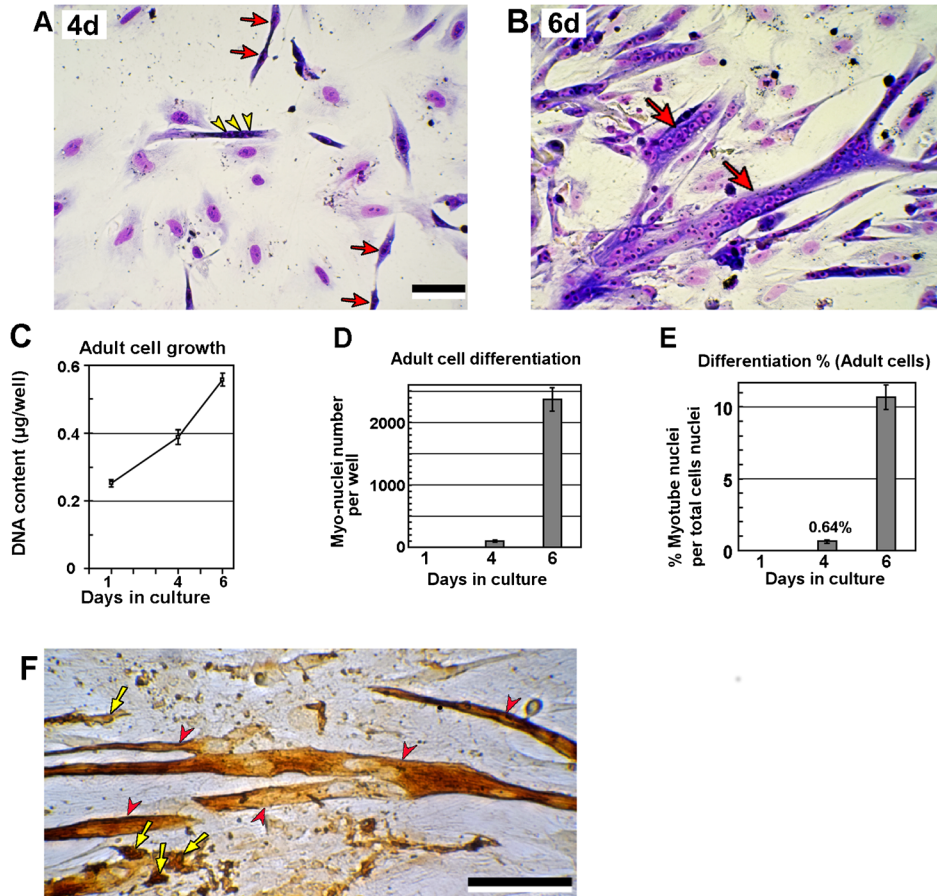 A
4d
B
6d
C
Adult cell growth
DNA content (µg/well)
0.6
0.4
0.2
0
1
4
6
Days in culture
D
Adult cell differentiation
Myo-nuclei number
per well
2000
1000
0
1
4
6
Days in culture
E
Differentiation % (Adult cells)
% Myotube nuclei
per total cells nuclei
10
5
0
0.64%
1
4
6
Days in culture
F